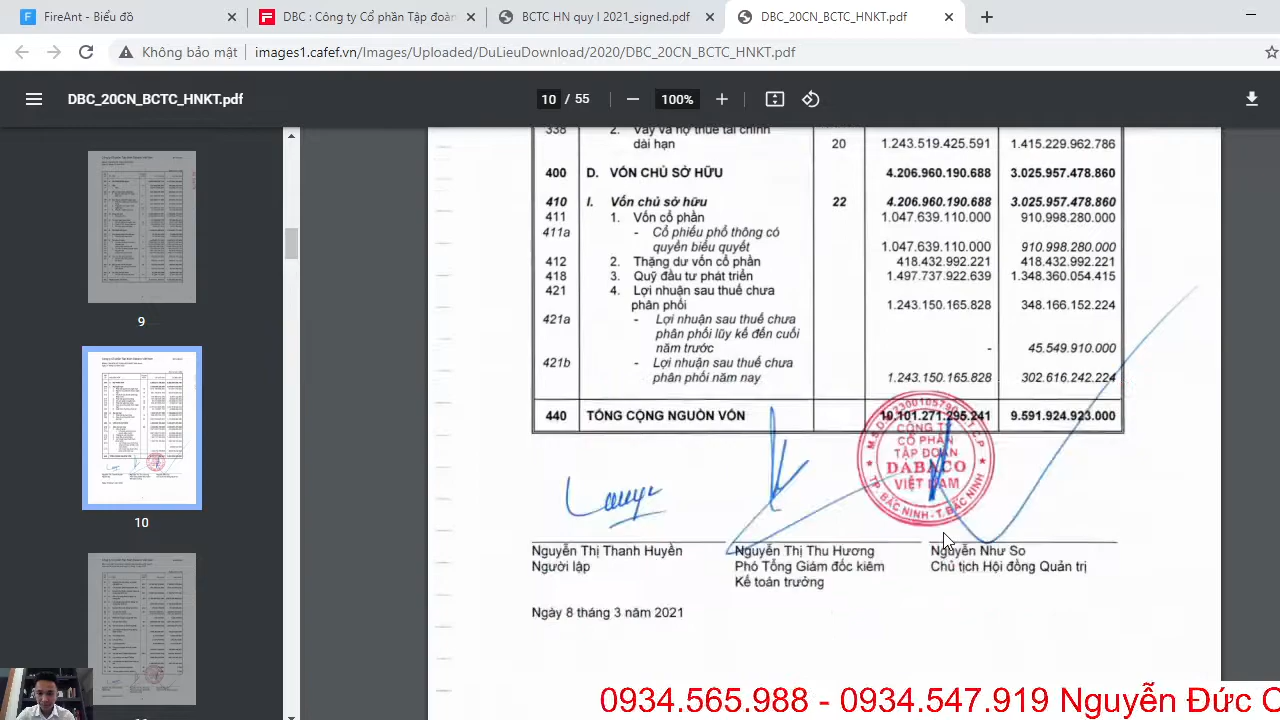 FireAnt - Biểu đồ
DBC : Công ty Cổ phần Tập đoàn
BCTC HN quy I 2021_signed.pdf
DBC_20CN_BCTC_HNKT.pdf
Không bảo mật
images1.cafef.vn/Images/Uploaded/DuLieuDownload/2020/DBC_20CN_BCTC_HNKT.pdf
DBC_20CN_BCTC_HNKT.pdf
10 / 55
100%
9
10
338 2. Vay và nợ thuê tài chính
dài hạn 20 1.243.519.425.591 1.415.229.962.786
400 D. VỐN CHỦ SỞ HỮU 4.206.960.190.688 3.025.957.478.860
410 I. Vốn chủ sở hữu 22 4.206.960.190.688 3.025.957.478.860
411 1. Vốn cổ phần 1.047.639.110.000 910.998.280.000
411a - Cổ phiếu phổ thông có
quyền biểu quyết 1.047.639.110.000 910.998.280.000
412 2. Thặng dư vốn cổ phần 418.432.992.221 418.432.992.221
418 3. Quỹ đầu tư phát triển 1.497.737.922.639 1.348.360.054.415
421 4. Lợi nhuận sau thuế chưa
phân phối 1.243.150.165.828 348.166.152.224
421a - Lợi nhuận sau thuế chưa
phân phối lũy kế đến cuối
năm trước - 45.549.910.000
421b - Lợi nhuận sau thuế chưa
phân phối năm nay 1.243.150.165.828 302.616.242.224
440 TỔNG CỘNG NGUỒN VỐN 10.101.271.295.241 9.591.924.923.000
CÔNG TY
CỔ PHẦN
TẬP ĐOÀN
DABACO
VIỆT NAM
TP. BẮC NINH - T. BẮC NINH
Nguyễn Thị Thanh Huyền Nguyễn Thị Thu Hương Nguyễn Như So
Người lập Phó Tổng Giám đốc kiêm Chủ tịch Hội đồng Quản trị
Kế toán trưởng
Ngày 8 tháng 3 năm 2021
0934.565.988 - 0934.547.919 Nguyễn Đức